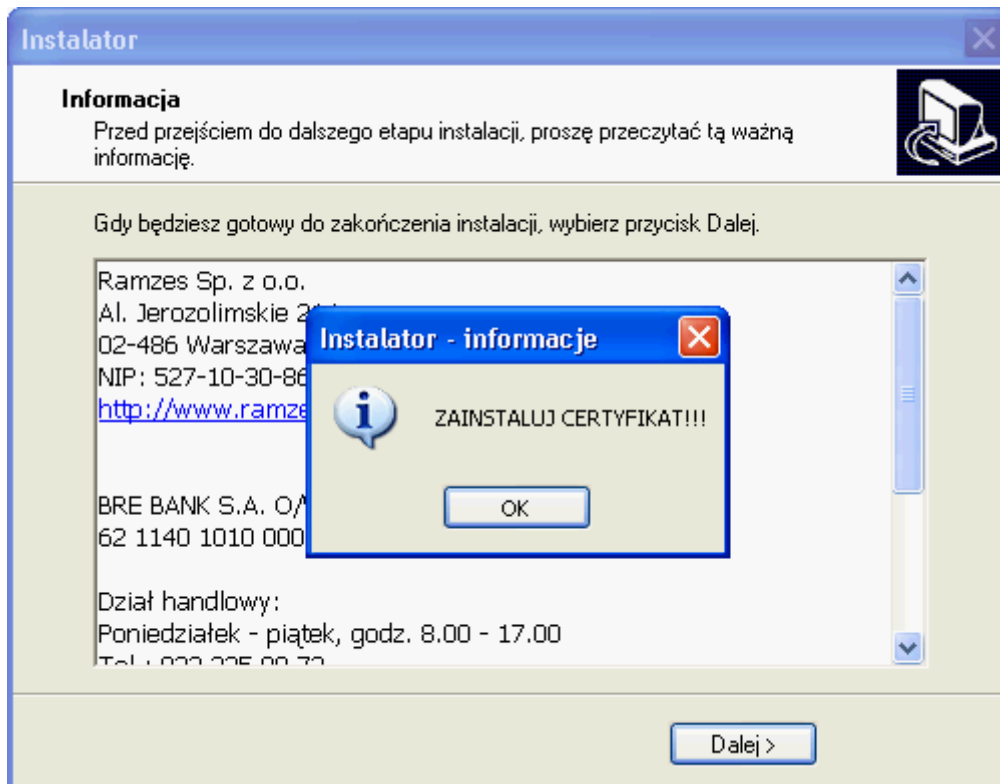 Instalator
Informacja
Przed przejściem do dalszego etapu instalacji, proszę przeczytać tą ważną
informację.
Gdy będziesz gotowy do zakończenia instalacji, wybierz przycisk Dalej.
Ramzes Sp. z o.o.
Al. Jerozolimskie
02-486 Warszawa
NIP: 527-10-30-86
http://www.ramze
BRE BANK S.A.
62 1140 1010 000
Dział handlowy:
Poniedziałek - piątek, godz. 8.00 - 17.00
Instalator - informacje
ZAINSTALUJ CERTYFIKAT!!!
OK
Dalej >